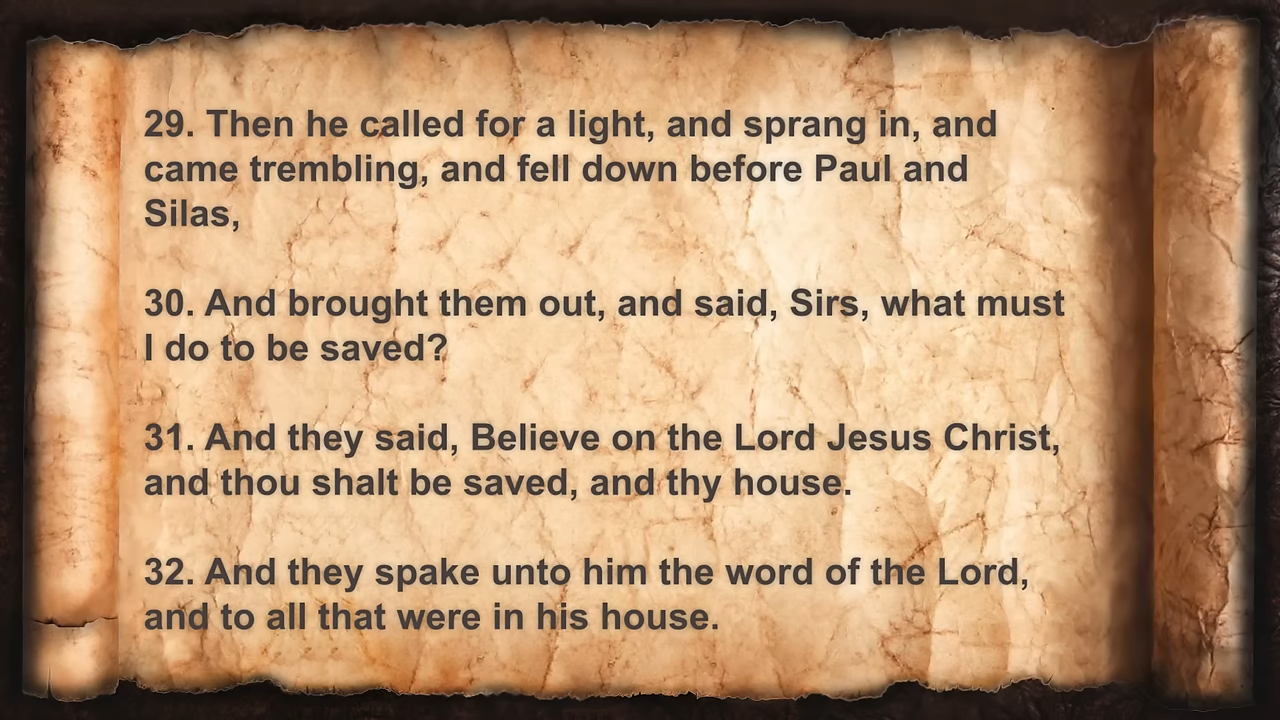 29. Then he called for a light, and sprang in, and
came trembling, and fell down before Paul and
Silas,
30. And brought them out, and said, Sirs, what must
I do to be saved?
31. And they said, Believe on the Lord Jesus Christ,
and thou shalt be saved, and thy house.
32. And they spake unto him the word of the Lord,
and to all that were in his house.